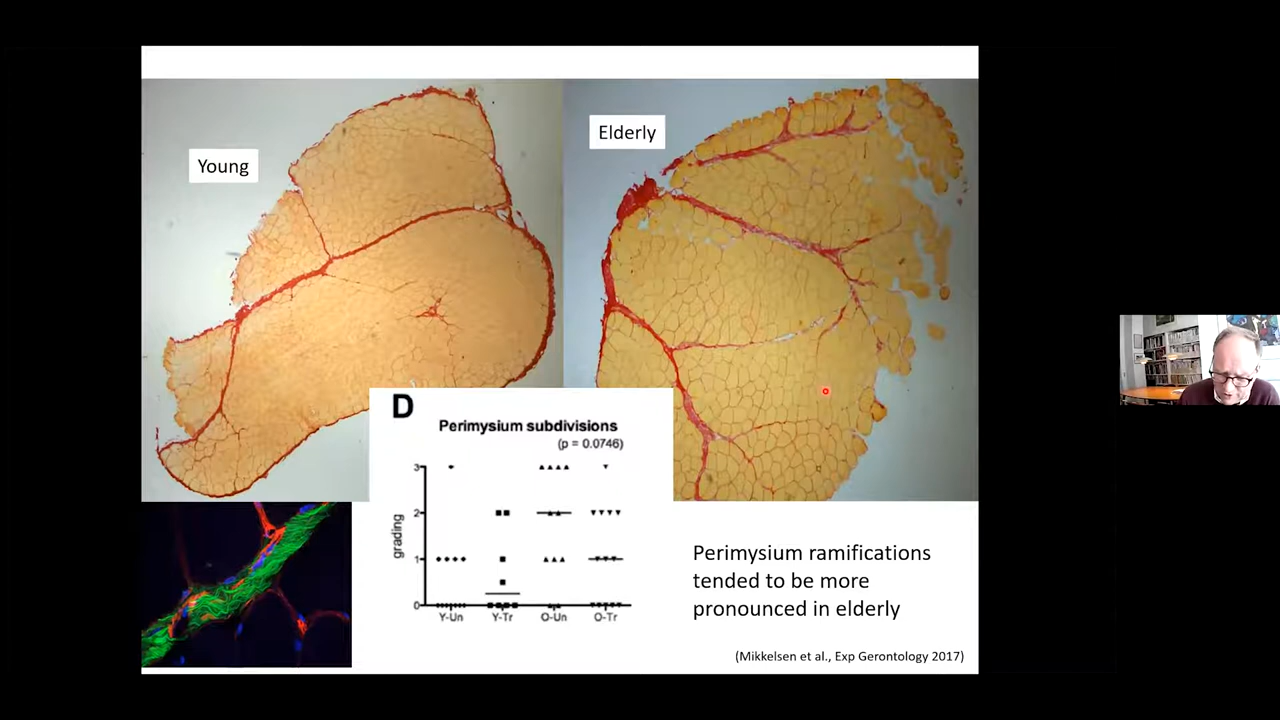 Young
Elderly
D
Perimysium subdivisions
(p = 0.0746)
grading
3
2
1
0
Y-Un
Y-Tr
O-Un
O-Tr
Perimysium ramifications
tended to be more
pronounced in elderly
(Mikkelsen et al., Exp Gerontology 2017)